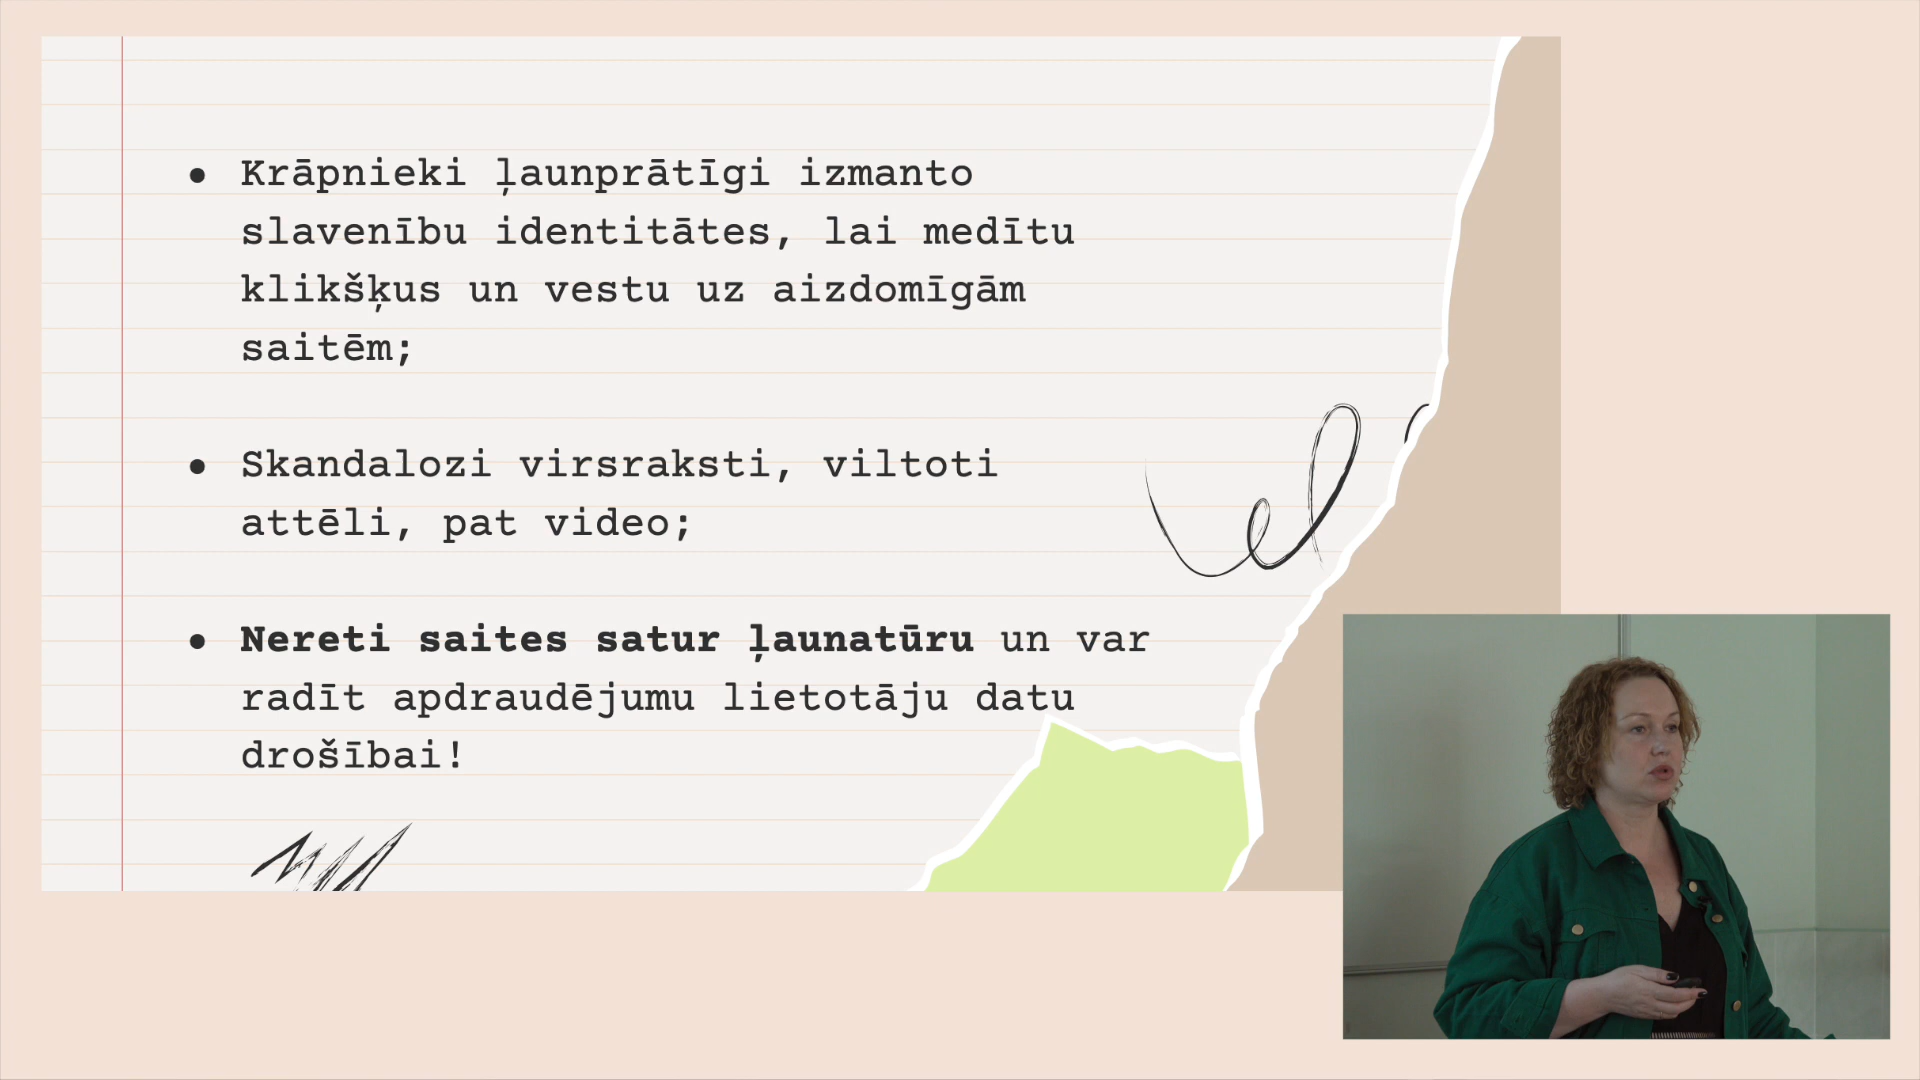 ● Krāpnieki ļaunprātīgi izmanto
slavenību identitātes, lai medītu
klikšķus un vestu uz aizdomīgām
saitēm;
● Skandalozi virsraksti, viltoti
attēli, pat video;
● Nereti saites satur ļaunatūru un var
radīt apdraudējumu lietotāju datu
drošībai!